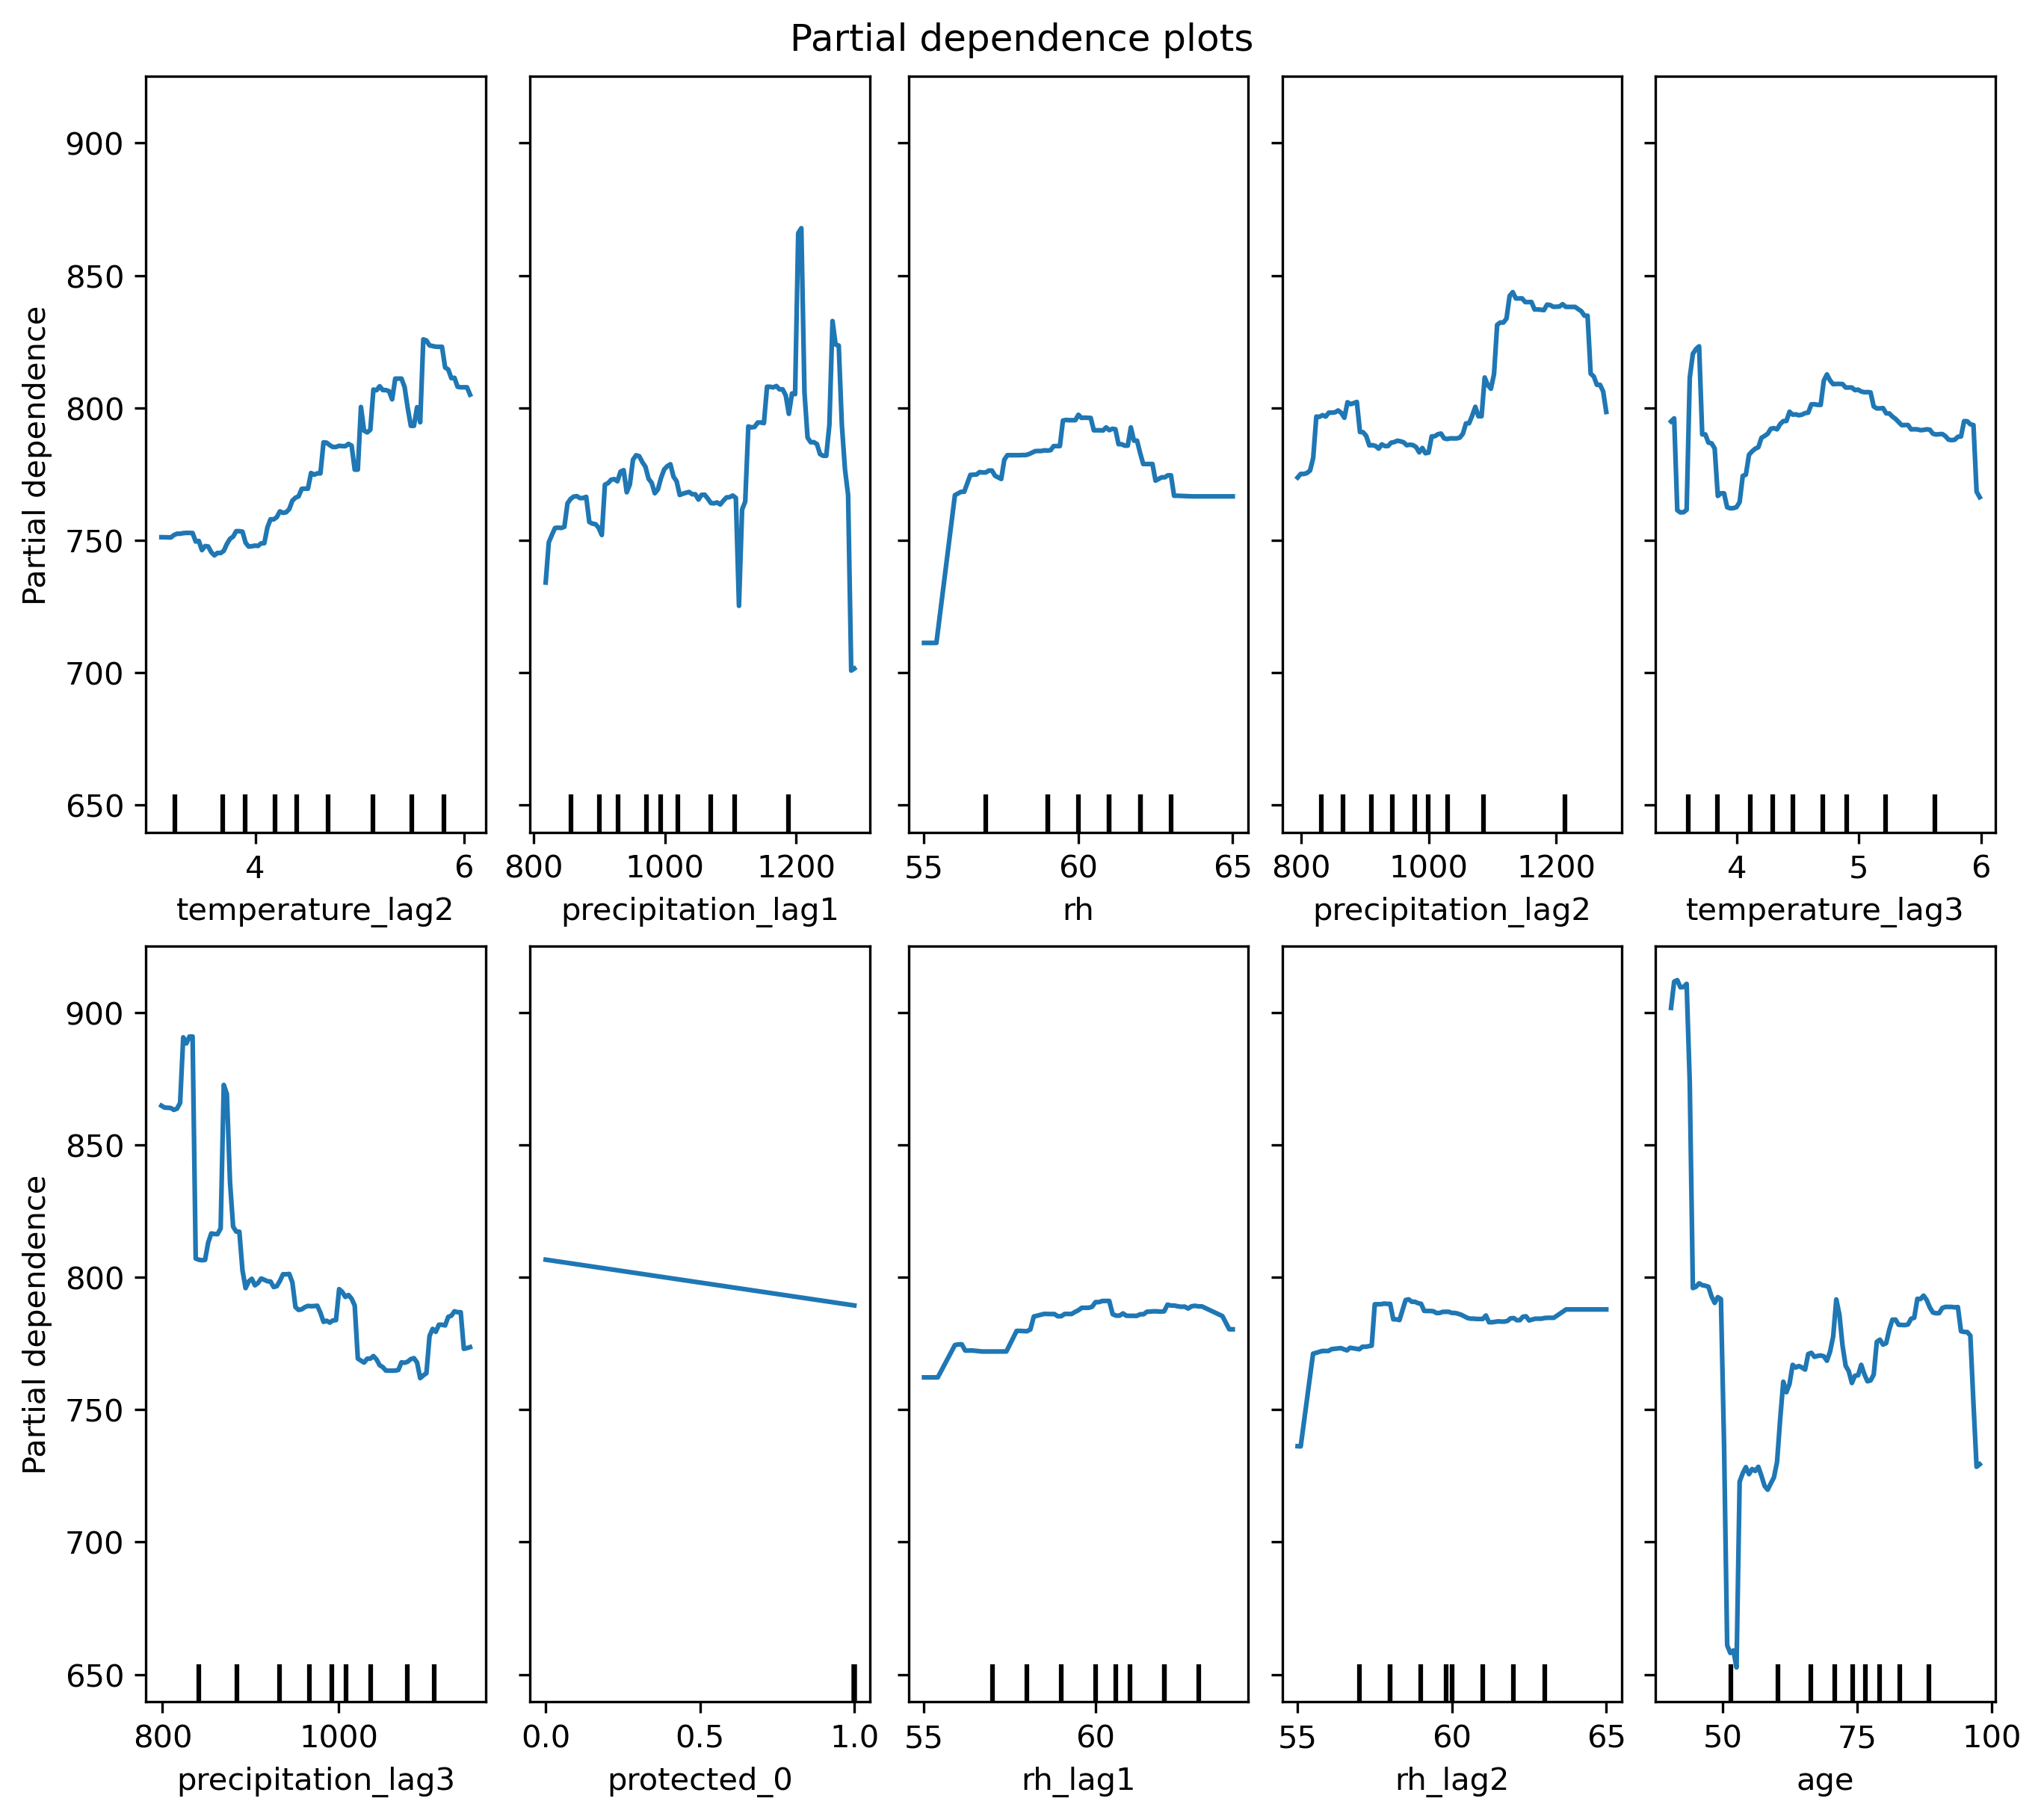 Partial dependence plots
900
850
800
750
700
650
Partial dependence
4 6
800 1000 1200
55 60 65
800 1000 1200
4 5 6
temperature_lag2
precipitation_lag1
rh
precipitation_lag2
temperature_lag3
900
850
800
750
700
650
Partial dependence
800 1000
0.0 0.5 1.0
55 60
55 60 65
50 75 100
precipitation_lag3
protected_0
rh_lag1
rh_lag2
age